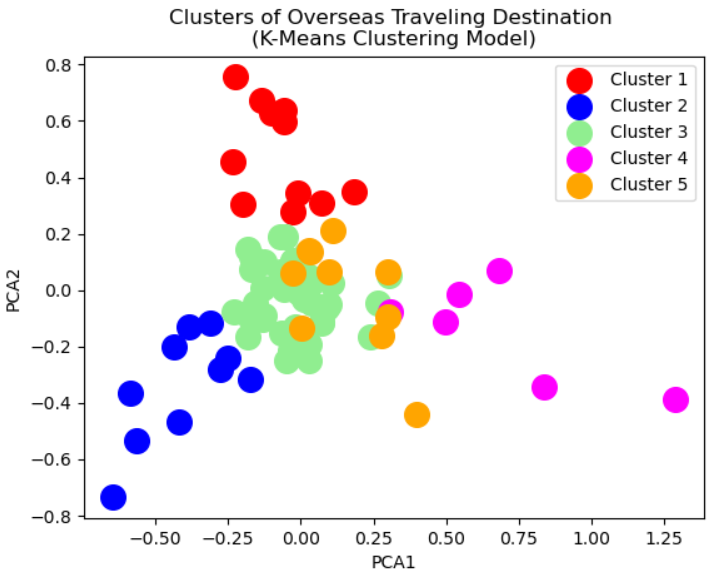 Clusters of Overseas Traveling Destination
(K-Means Clustering Model)
0.8
0.6
0.4
0.2
0.0
−0.2
−0.4
−0.6
−0.8
PCA2
Cluster 1
Cluster 2
Cluster 3
Cluster 4
Cluster 5
−0.50 −0.25 0.00 0.25 0.50 0.75 1.00 1.25
PCA1